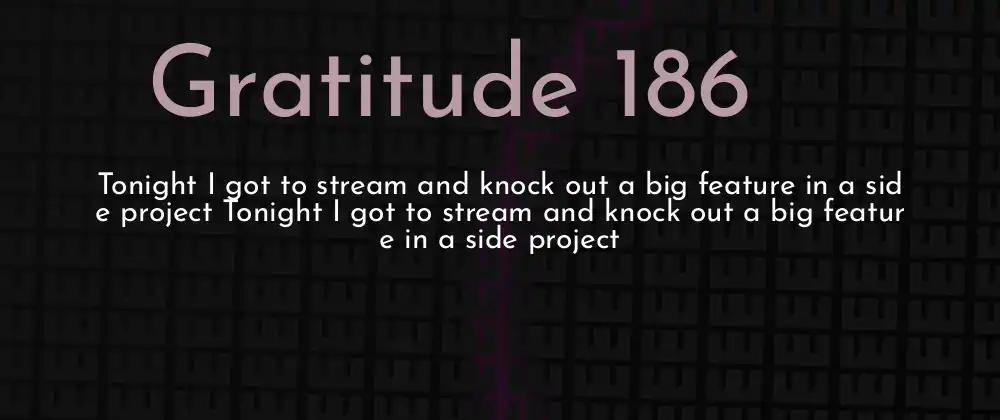 Gratitude 186
Tonight I got to stream and knock out a big feature in a sid
e project Tonight I got to stream and knock out a big featur
e in a side project